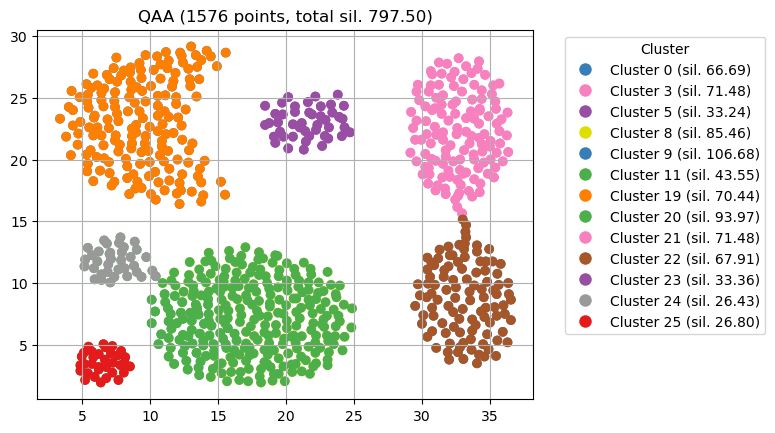 QAA (1576 points, total sil. 797.50)
30
25
20
15
10
5
5 10 15 20 25 30 35
Cluster
Cluster 0 (sil. 66.69)
Cluster 3 (sil. 71.48)
Cluster 5 (sil. 33.24)
Cluster 8 (sil. 85.46)
Cluster 9 (sil. 106.68)
Cluster 11 (sil. 43.55)
Cluster 19 (sil. 70.44)
Cluster 20 (sil. 93.97)
Cluster 21 (sil. 71.48)
Cluster 22 (sil. 67.91)
Cluster 23 (sil. 33.36)
Cluster 24 (sil. 26.43)
Cluster 25 (sil. 26.80)